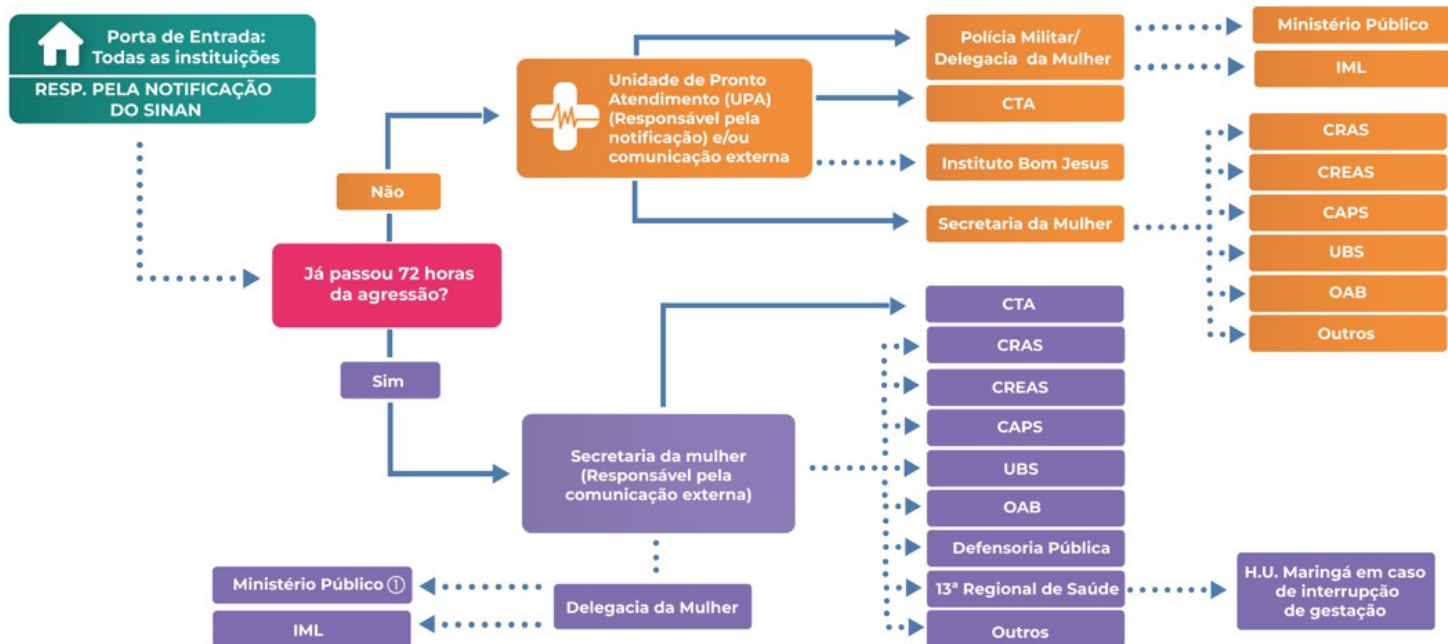 Porta de Entrada:
Todas as instituições
RESP. PELA NOTIFICAÇÃO
DO SINAN
Já passou 72 horas
da agressão?
Não
Unidade de Pronto
Atendimento (UPA)
(Responsável pela
notificação) e/ou
comunicação externa
Polícia Militar/
Delegacia da Mulher
Ministério Público
IML
CTA
Instituto Bom Jesus
Secretaria da Mulher
CRAS
CREAS
CAPS
UBS
OAB
Outros
Sim
Secretaria da mulher
(Responsável pela
comunicação externa)
CTA
CRAS
CREAS
CAPS
UBS
OAB
Defensoria Pública
13ª Regional de Saúde
Outros
H.U. Maringá em caso
de interrupção
de gestação
Delegacia da Mulher
Ministério Público ①
IML